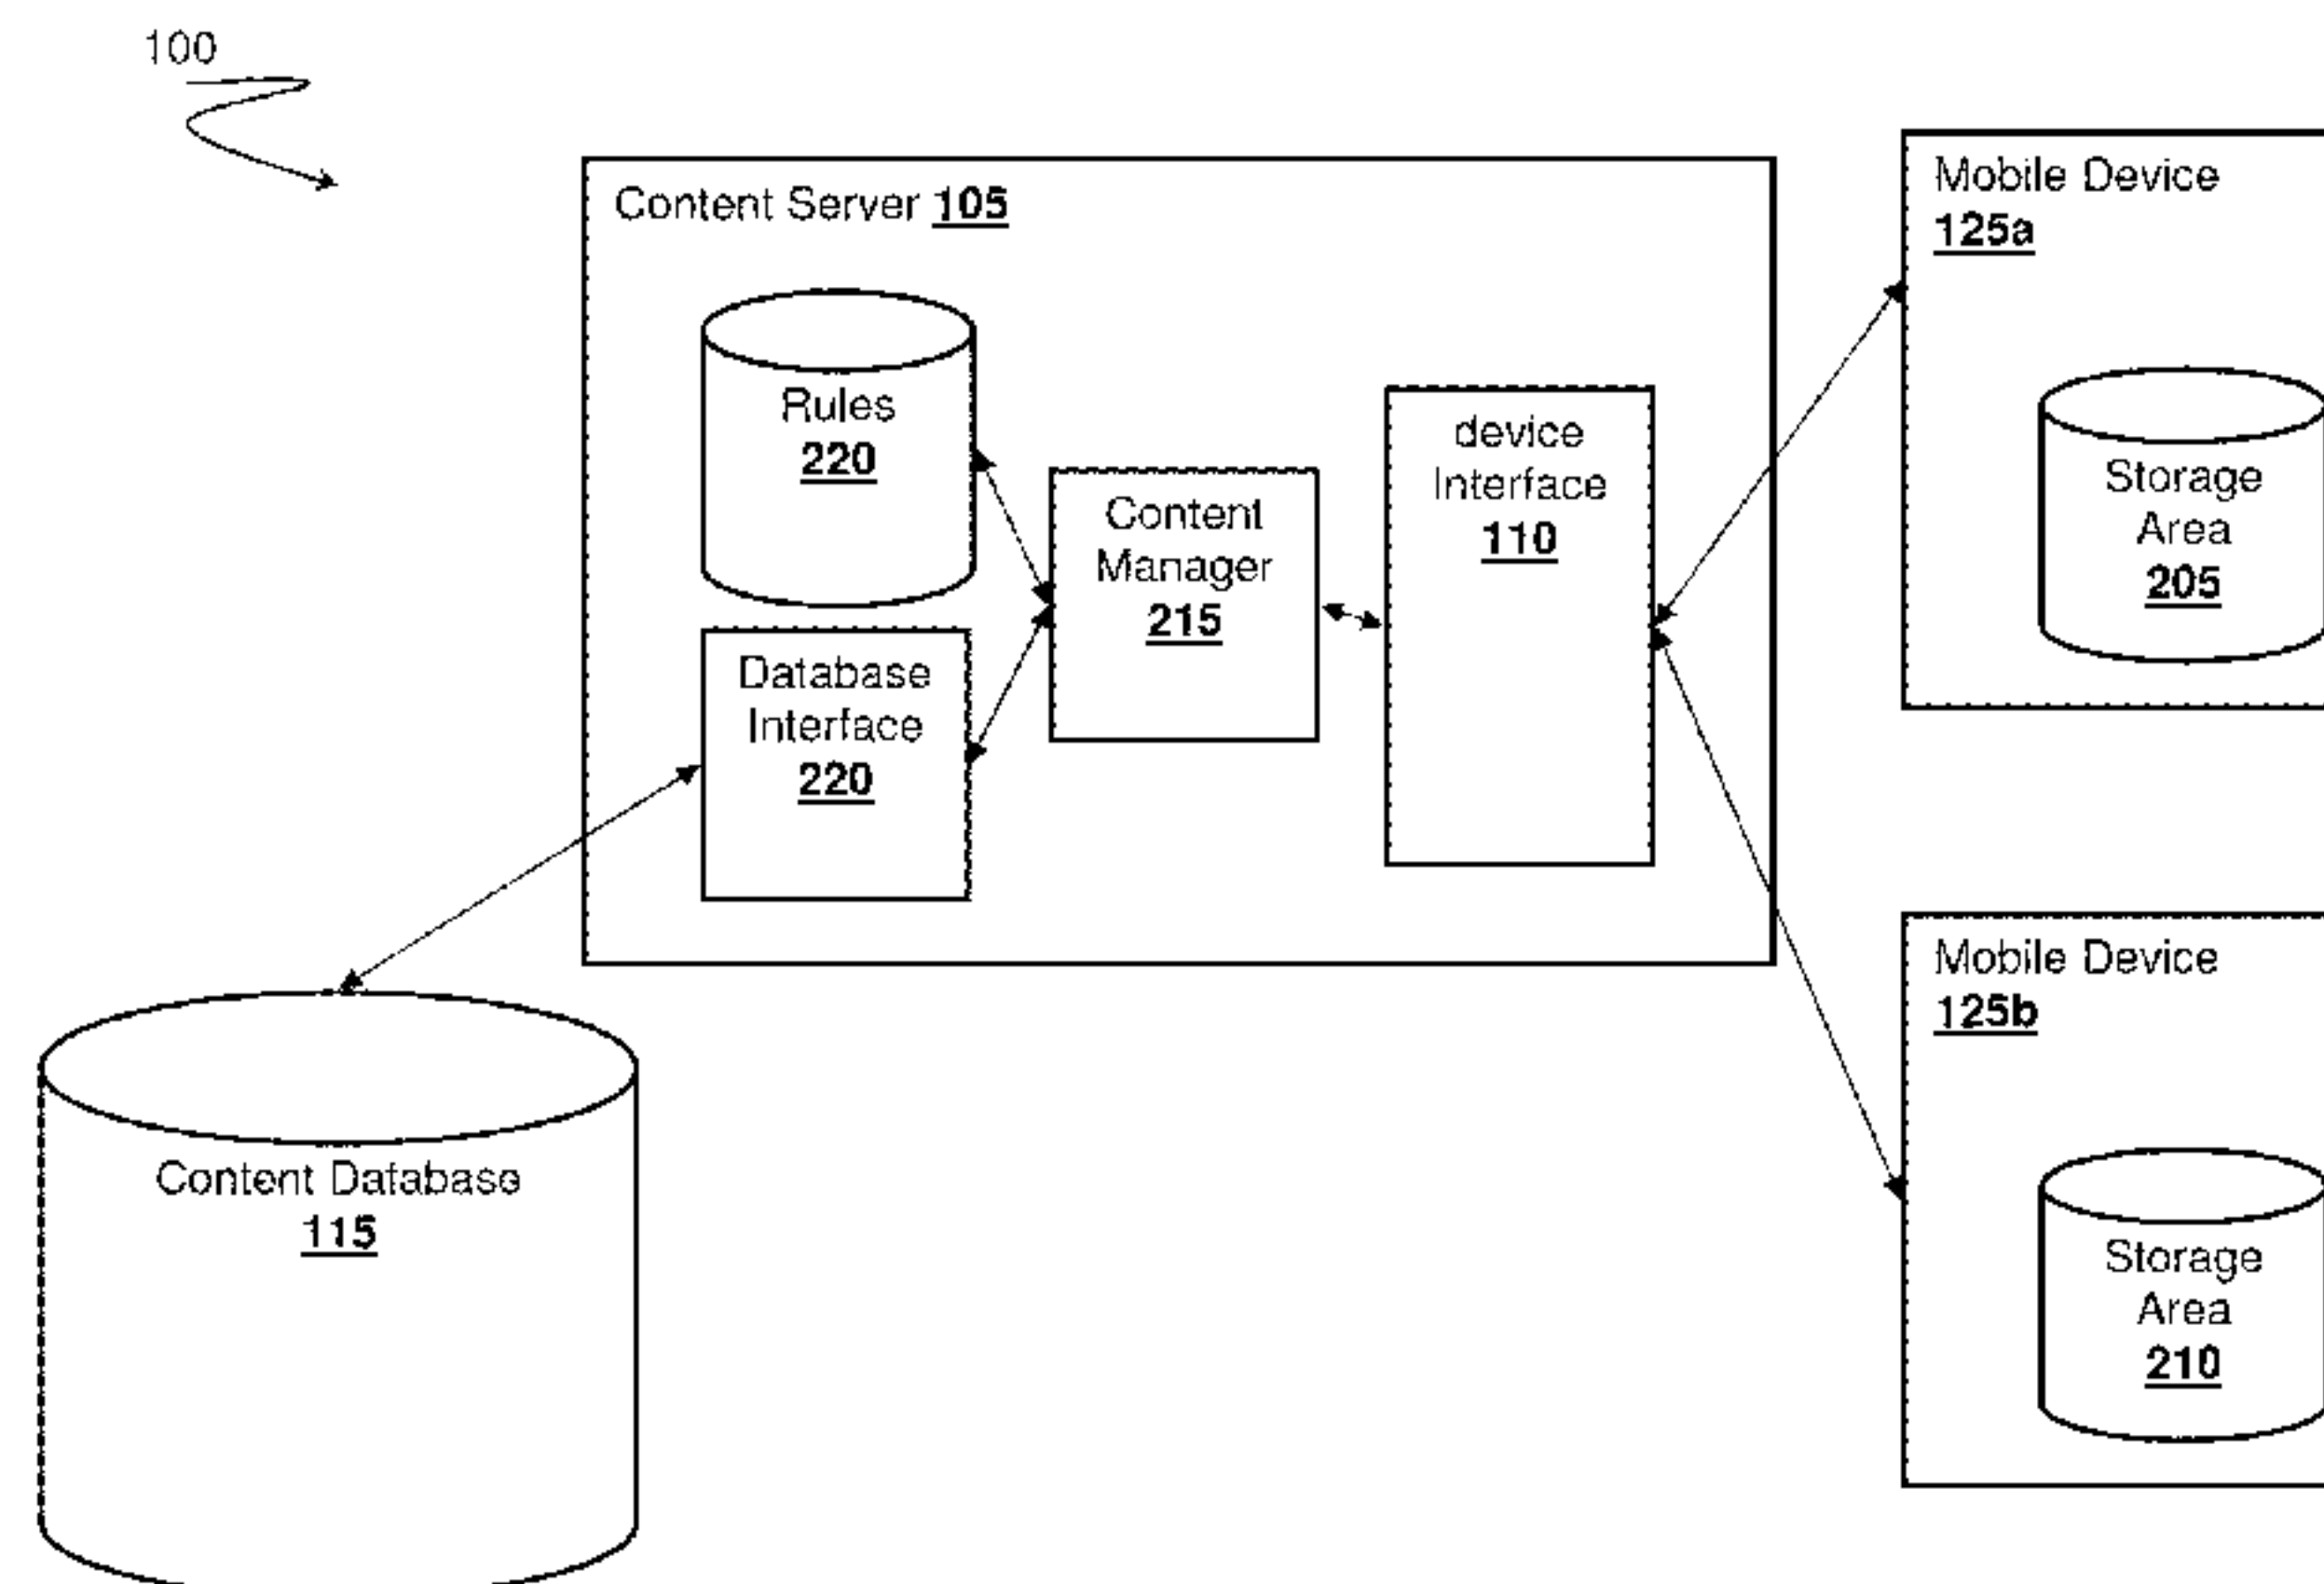 100
Content Server 105
Rules
220
Database
Interface
220
Content
Manager
215
device
Interface
110
Mobile Device
125a
Storage
Area
205
Mobile Device
125b
Storage
Area
210
Content Database
115